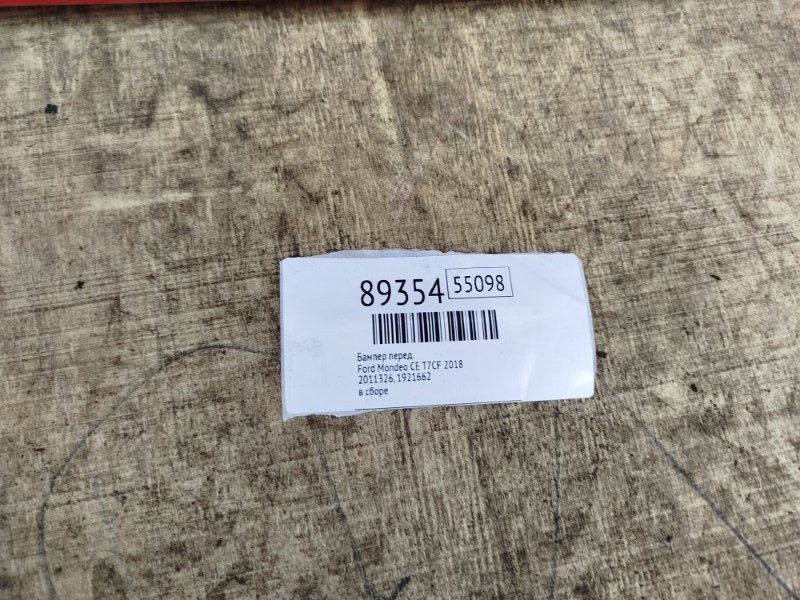 89354 55098
Бампер перед.
Ford Mondeo CE T7CF 2018
2011326, 1921662
в сборе